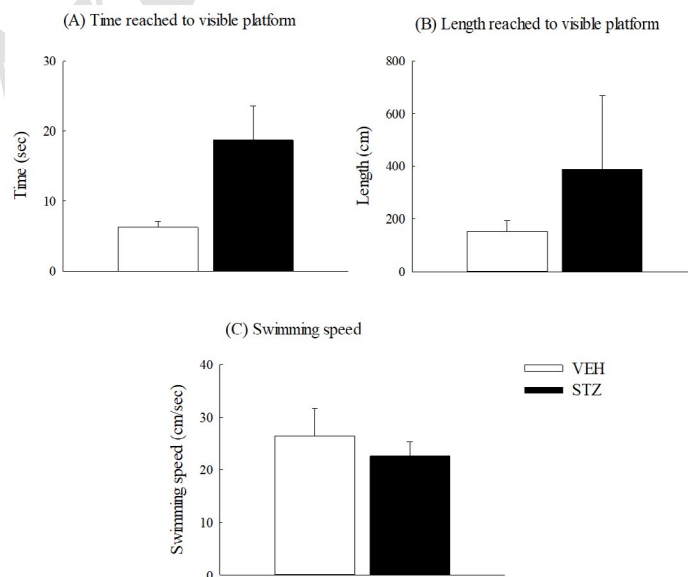 (A) Time reached to visible platform
(B) Length reached to visible platform
30
20
10
0
Time (sec)
800
600
400
200
0
Length (cm)
(C) Swimming speed
40
30
20
10
0
Swimming speed (cm/sec)
VEH
STZ